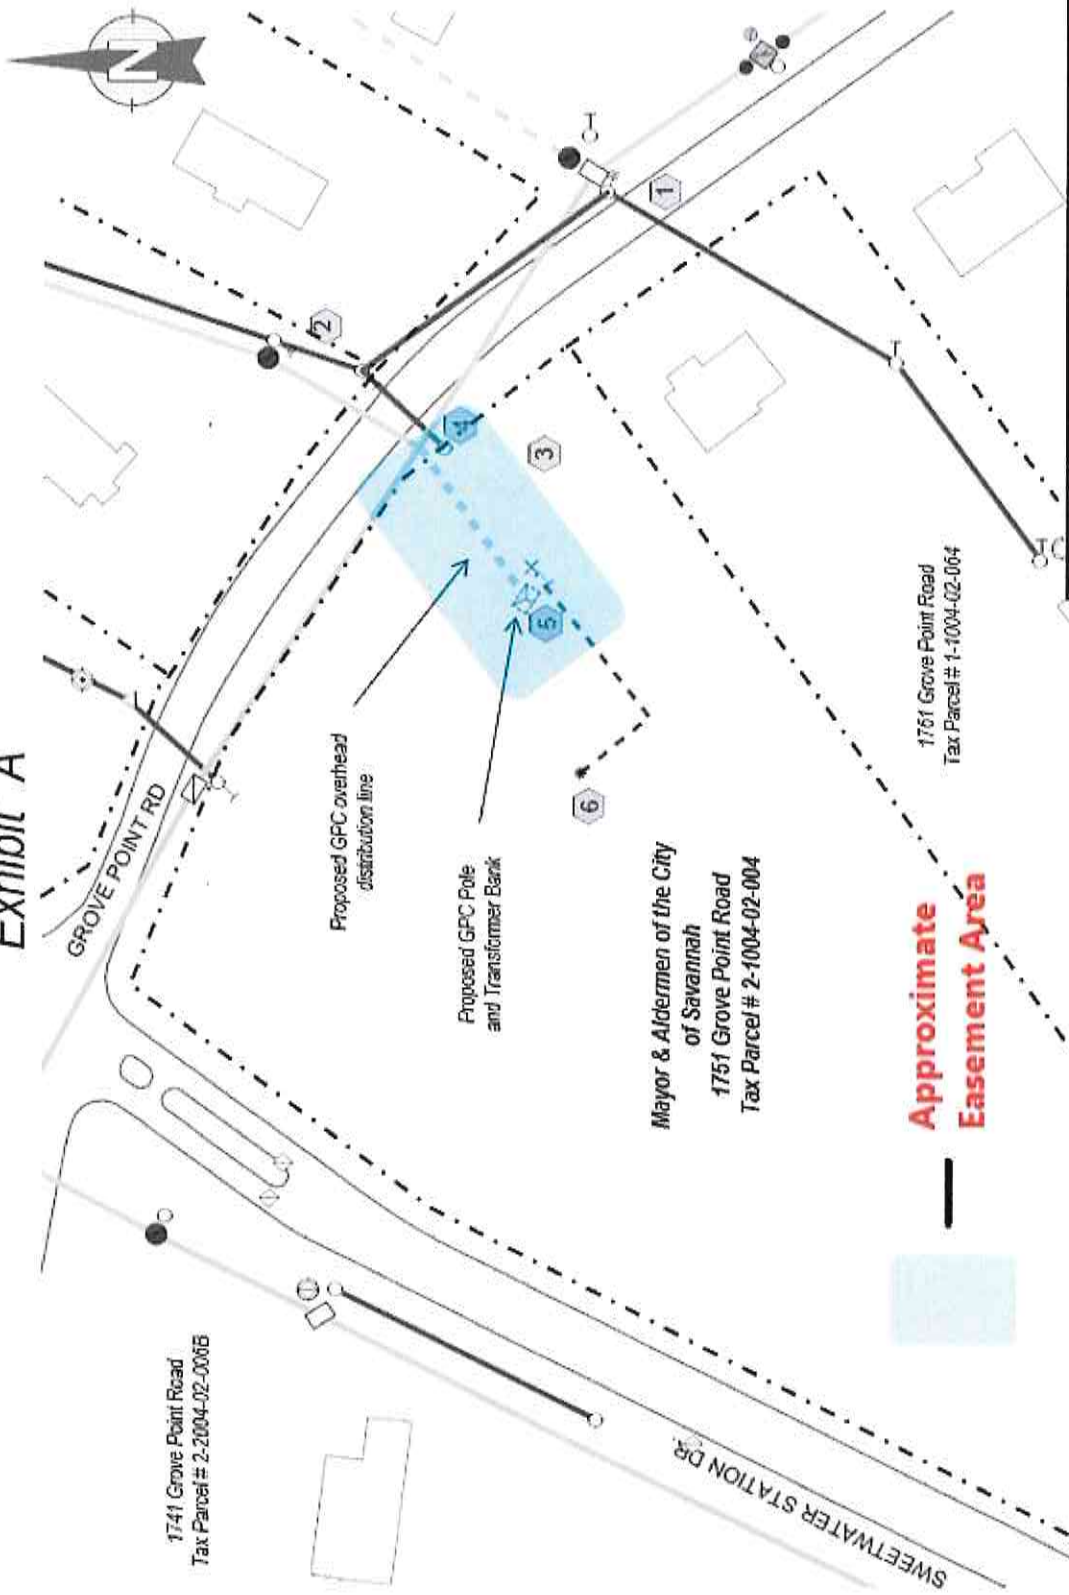 Exhibit "A"
N
GROVE POINT RD
1741 Grove Point Road
Tax Parcel # 2-2004-02-006B
Proposed GPC overhead
distribution line
Proposed GPC Pole
and Transformer Bank
Mayor & Aldermen of the City
of Savannah
1751 Grove Point Road
Tax Parcel # 2-1004-02-004
1761 Grove Point Road
Tax Parcel # 1-1004-02-064
Approximate
Easement Area
SWEETWATER STATION DR.
1
2
3
4
5
6
T
T
T